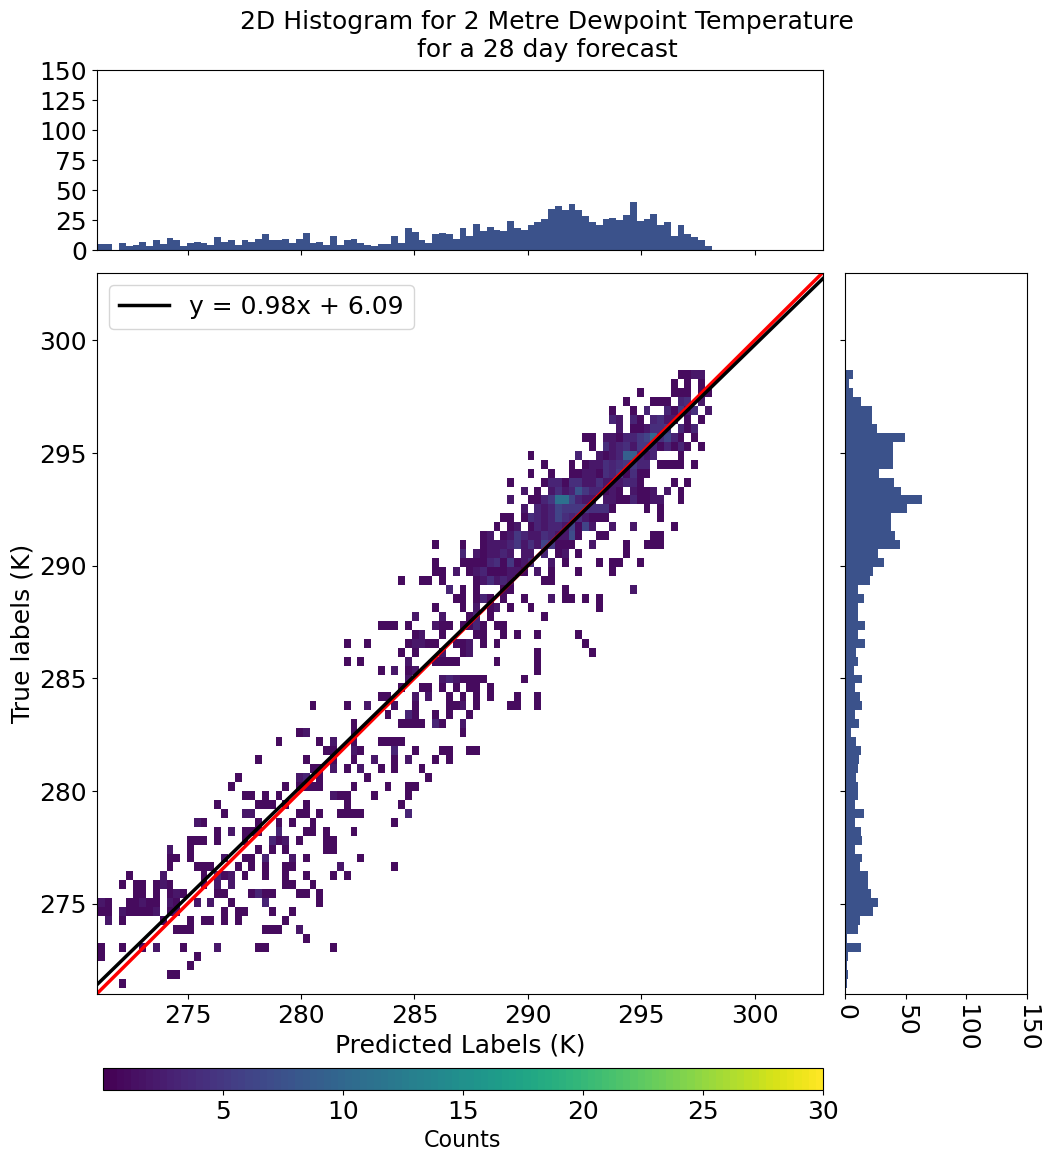 2D Histogram for 2 Metre Dewpoint Temperature
for a 28 day forecast
150
125
100
75
50
25
0
y = 0.98x + 6.09
True labels (K)
300
295
290
285
280
275
275 280 285 290 295 300
Predicted Labels (K)
0 50 100 150
5 10 15 20 25 30
Counts